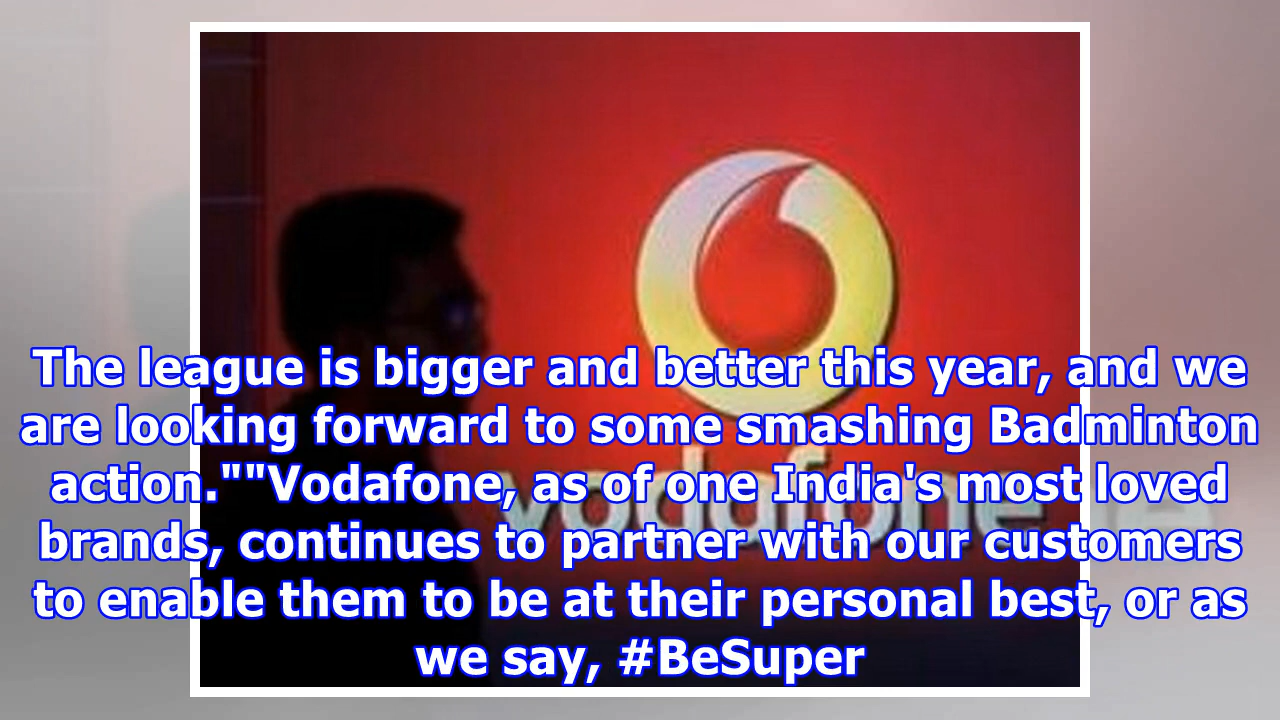 The league is bigger and better this year, and we
are looking forward to some smashing Badminton
action.""Vodafone, as of one India's most loved
brands, continues to partner with our customers
to enable them to be at their personal best, or as
we say, #BeSuper
vodafone